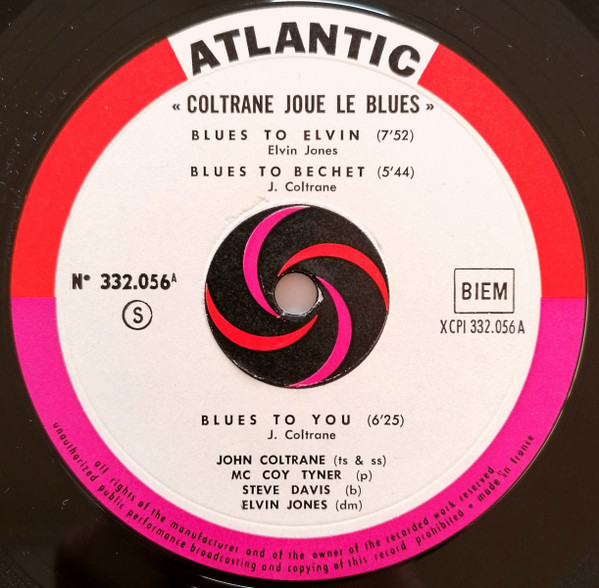 ATLANTIC
« COLTRANE JOUE LE BLUES »
BLUES TO ELVIN (7'52)
Elvin Jones
BLUES TO BECHET (5'44)
J. Coltrane
N° 332.056A
S
BIEM
XCPI 332.056A
BLUES TO YOU (6'25)
J. Coltrane
JOHN COLTRANE (ts & ss)
MC COY TYNER (p)
STEVE DAVIS (b)
ELVIN JONES (dm)
all rights of the manufacturer and of the owner of the recorded work reserved
unauthorized public performance broadcasting and copying of this record prohibited • made in france